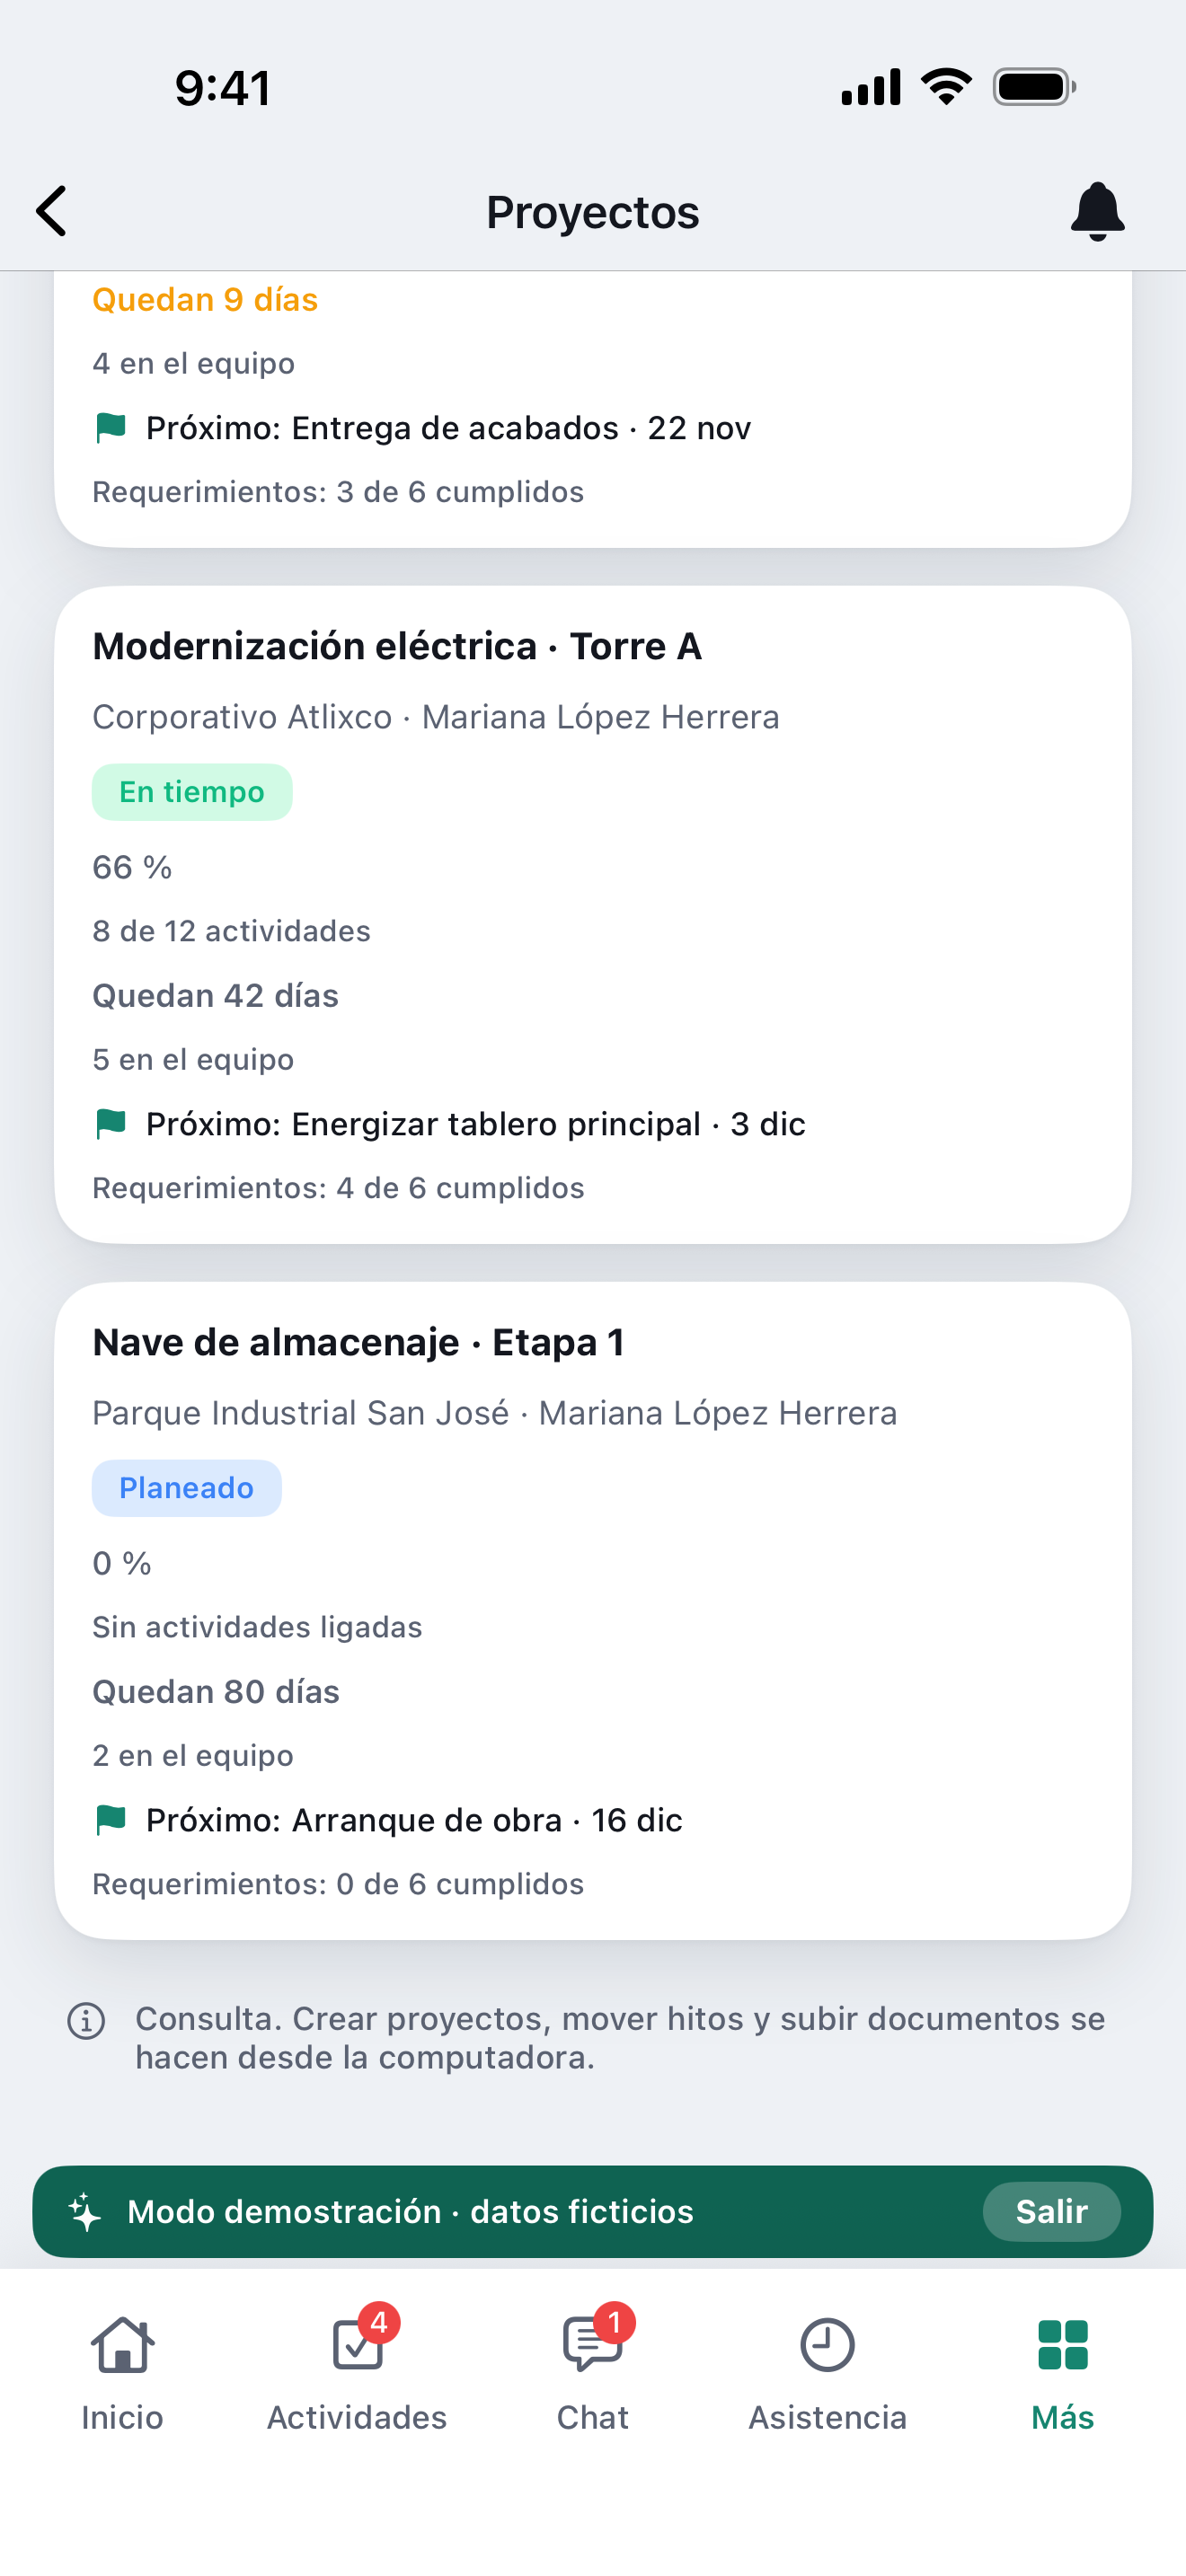 9:41
Proyectos
Quedan 9 días
4 en el equipo
Próximo: Entrega de acabados · 22 nov
Requerimientos: 3 de 6 cumplidos
Modernización eléctrica · Torre A
Corporativo Atlixco · Mariana López Herrera
En tiempo
66 %
8 de 12 actividades
Quedan 42 días
5 en el equipo
Próximo: Energizar tablero principal · 3 dic
Requerimientos: 4 de 6 cumplidos
Nave de almacenaje · Etapa 1
Parque Industrial San José · Mariana López Herrera
Planeado
0 %
Sin actividades ligadas
Quedan 80 días
2 en el equipo
Próximo: Arranque de obra · 16 dic
Requerimientos: 0 de 6 cumplidos
Consulta. Crear proyectos, mover hitos y subir documentos se
hacen desde la computadora.
Modo demostración · datos ficticios
Salir
4
1
Inicio
Actividades
Chat
Asistencia
Más